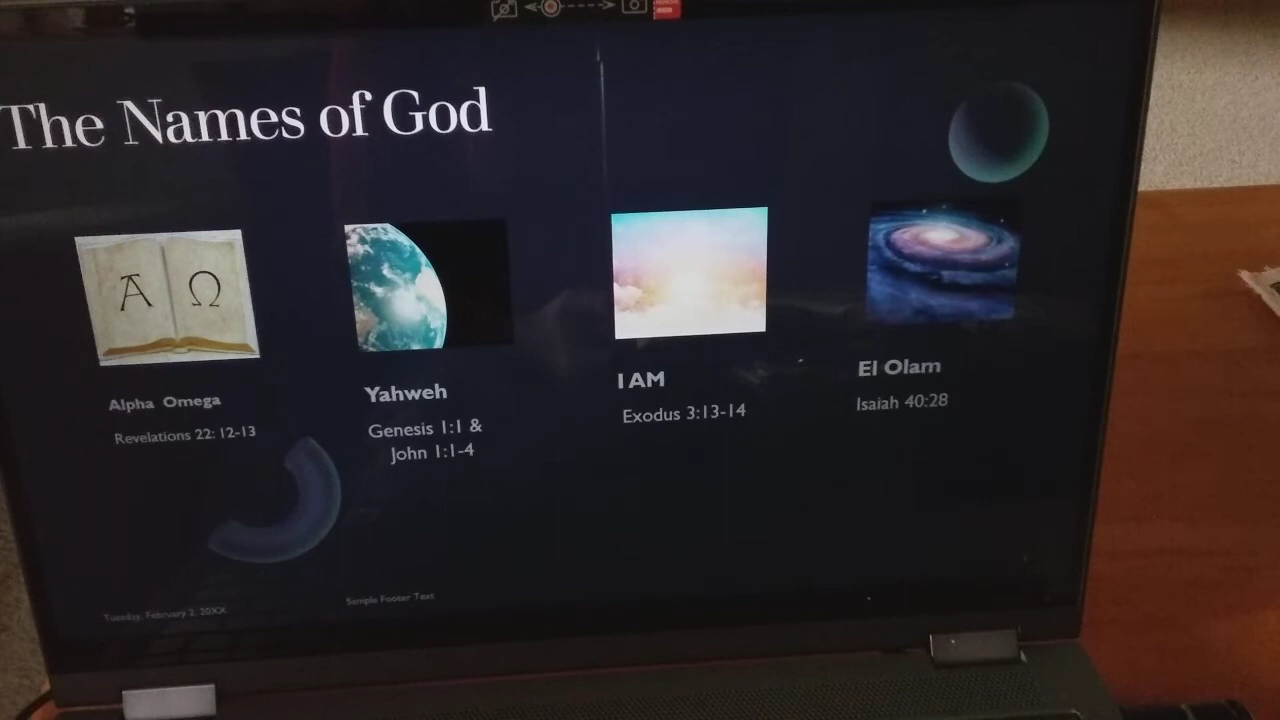 The Names of God
Α Ω
Alpha Omega
Revelations 22: 12-13
Yahweh
Genesis 1:1 &
John 1:1-4
I AM
Exodus 3:13-14
El Olam
Isaiah 40:28
Tuesday, February 2, 20XX
Sample Footer Text